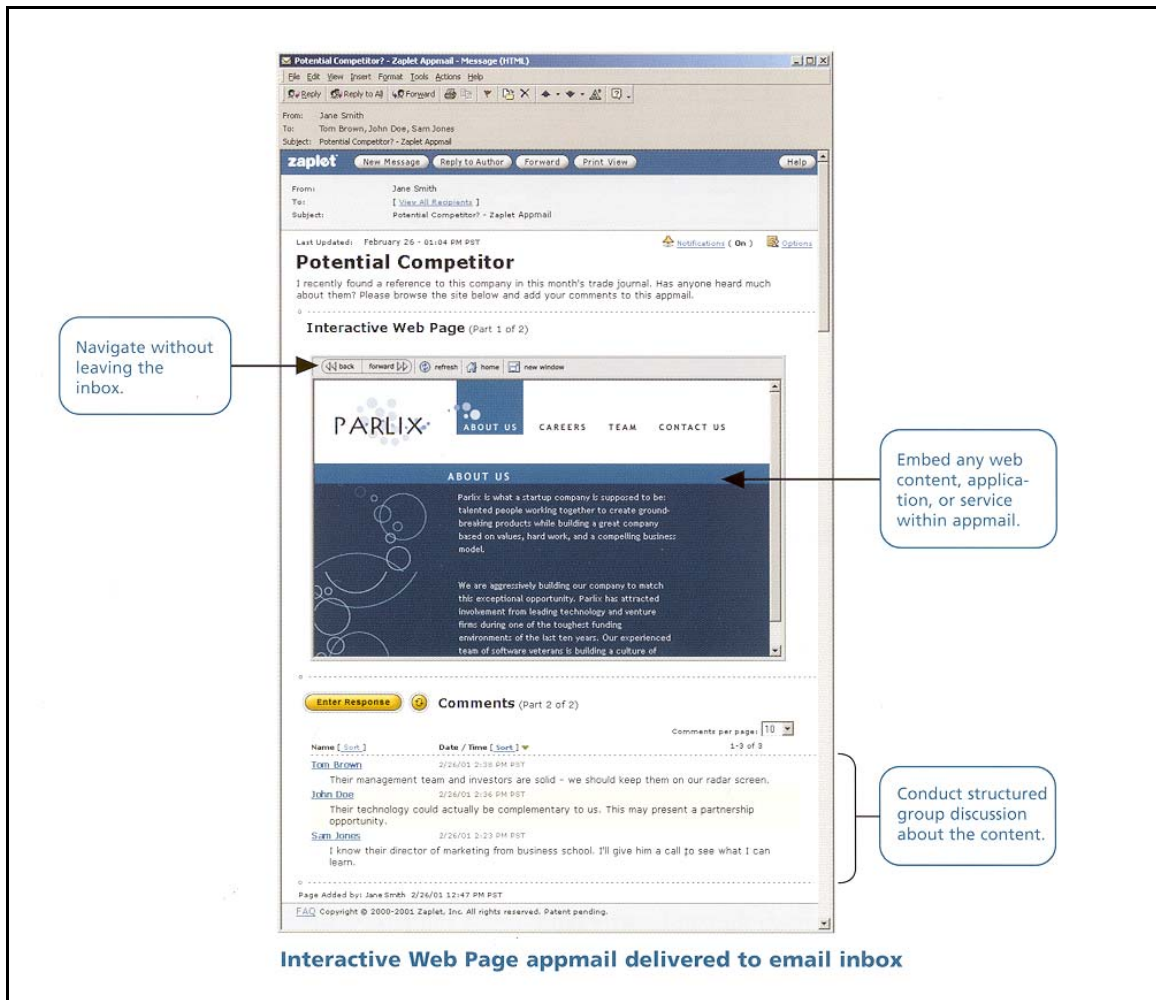 Potential Competitor? - Zaplet Appmail - Message (HTML)
File Edit View Insert Format Tools Actions Help
Reply Reply to All Forward
From: Jane Smith
To: Tom Brown, John Doe, Sam Jones
Subject: Potential Competitor? - Zaplet Appmail
zaplet New Message Reply to Author Forward Print View Help
From: Jane Smith
To: [ View All Recipients ]
Subject: Potential Competitor? - Zaplet Appmail
Last Updated: February 26 - 01:04 PM PST Notifications ( On ) Options
Potential Competitor
I recently found a reference to this company in this month's trade journal. Has anyone heard much
about them? Please browse the site below and add your comments to this appmail.
Interactive Web Page (Part 1 of 2)
Navigate without
leaving the
inbox.
back forward refresh home new window
PARLIX ABOUT US CAREERS TEAM CONTACT US
ABOUT US
Parlix is what a startup company is supposed to be:
talented people working together to create ground-
breaking products while building a great company
based on values, hard work, and a compelling business
model.
We are aggressively building our company to match
this exceptional opportunity. Parlix has attracted
involvement from leading technology and venture
firms during one of the toughest funding
environments of the last ten years. Our experienced
team of software veterans is building a culture of
Embed any web
content, applica-
tion, or service
within appmail.
Enter Response Comments (Part 2 of 2)
Comments per page: 10
Name [ Sort ] Date / Time [ Sort ] 1-3 of 3
Tom Brown 2/26/01 2:38 PM PST
Their management team and investors are solid - we should keep them on our radar screen.
John Doe 2/26/01 2:36 PM PST
Their technology could actually be complementary to us. This may present a partnership
opportunity.
Sam Jones 2/26/01 2:23 PM PST
I know their director of marketing from business school. I'll give him a call to see what I can
learn.
Conduct structured
group discussion
about the content.
Page Added by: Jane Smith 2/26/01 12:47 PM PST
FAQ Copyright © 2000-2001 Zaplet, Inc. All rights reserved. Patent pending.
Interactive Web Page appmail delivered to email inbox